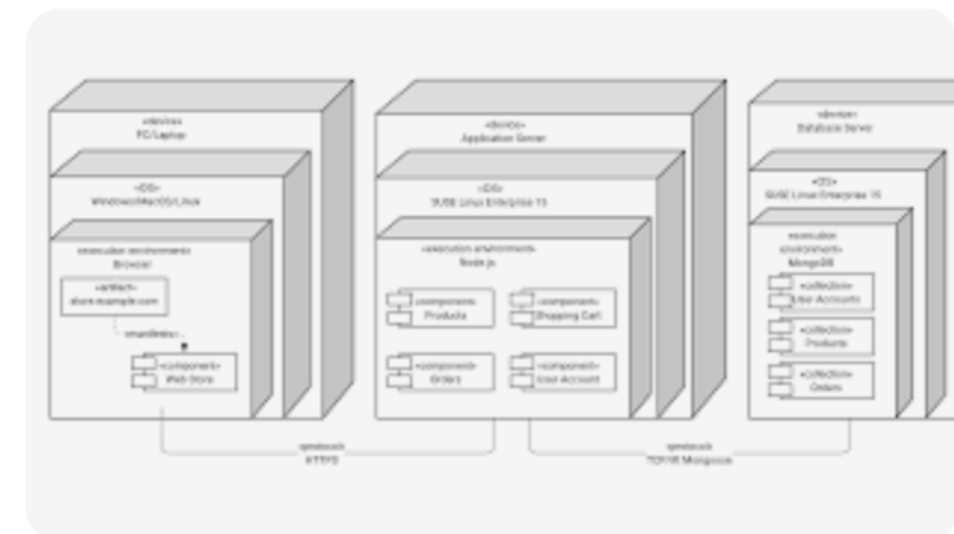 «device»
PC/Laptop
«OS»
Windows/MacOS/Linux
«execution environment»
Browser
«artifact»
store.example.com
«manifests»
«component»
Web Store
«device»
Application Server
«OS»
SUSE Linux Enterprise 15
«execution environment»
Node.js
«component»
Products
«component»
Shopping Cart
«component»
Orders
«component»
User Account
«device»
Database Server
«OS»
SUSE Linux Enterprise 15
«execution
environment»
MongoDB
«collection»
User Accounts
«collection»
Products
«collection»
Orders
«protocol»
HTTPS
«protocol»
Mongoose